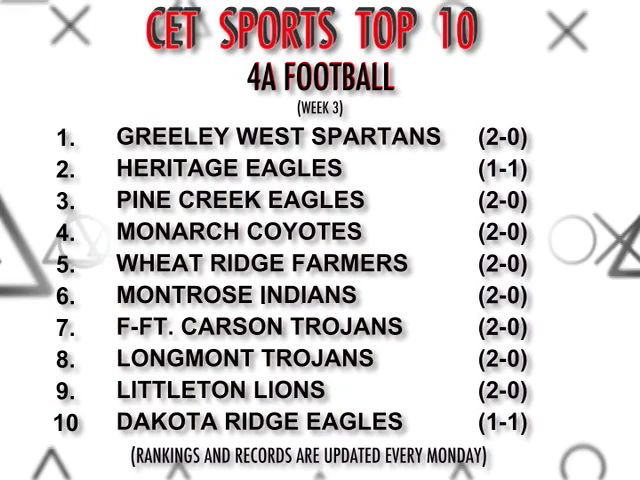 CET SPORTS TOP 10
4A FOOTBALL
(WEEK 3)
1. GREELEY WEST SPARTANS (2-0)
2. HERITAGE EAGLES (1-1)
3. PINE CREEK EAGLES (2-0)
4. MONARCH COYOTES (2-0)
5. WHEAT RIDGE FARMERS (2-0)
6. MONTROSE INDIANS (2-0)
7. F-FT. CARSON TROJANS (2-0)
8. LONGMONT TROJANS (2-0)
9. LITTLETON LIONS (2-0)
10 DAKOTA RIDGE EAGLES (1-1)
(RANKINGS AND RECORDS ARE UPDATED EVERY MONDAY)